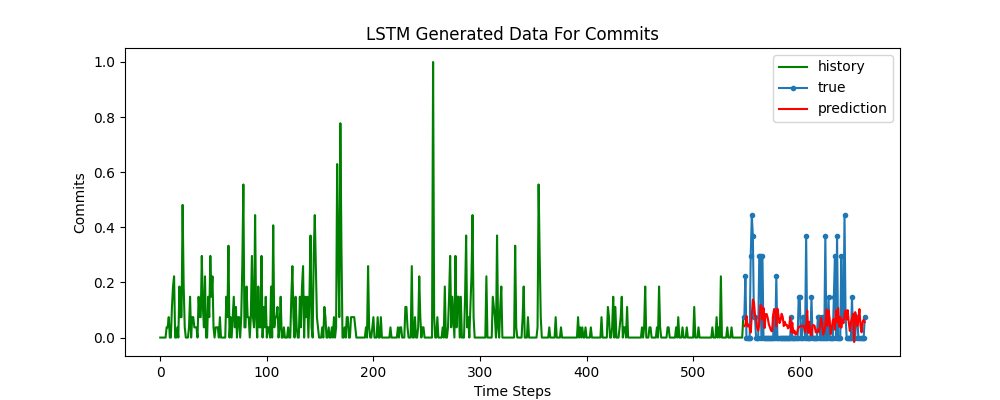 LSTM Generated Data For Commits
history
true
prediction
Commits
1.0
0.8
0.6
0.4
0.2
0.0
0 100 200 300 400 500 600
Time Steps